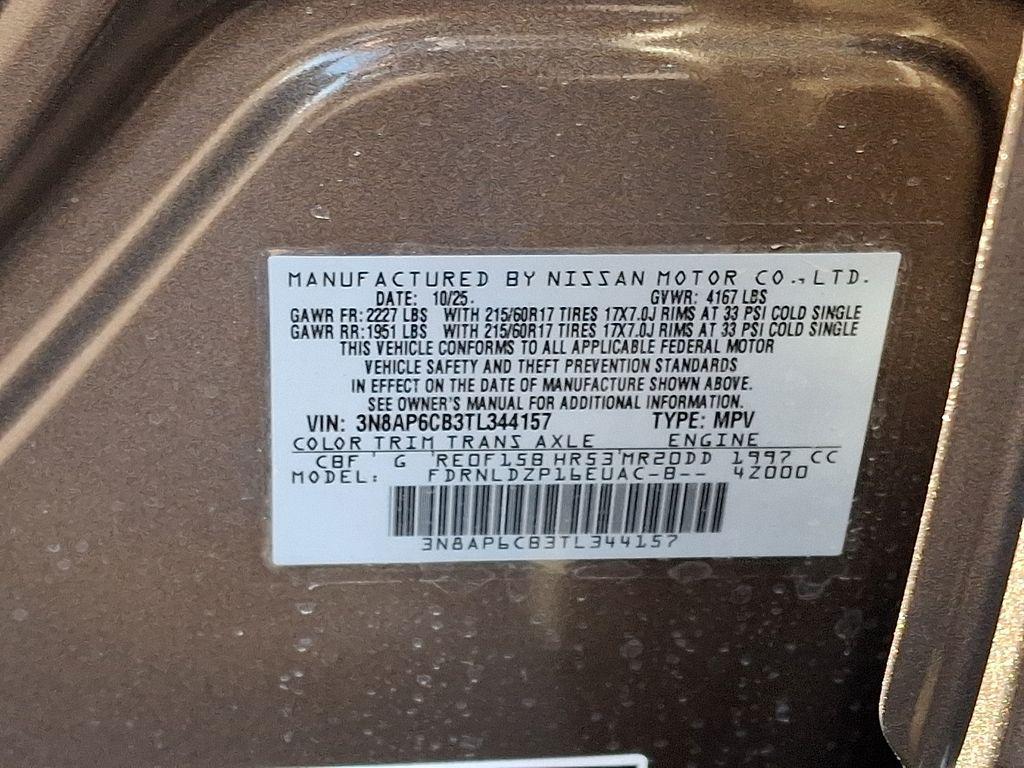 MANUFACTURED BY NISSAN MOTOR CO., LTD.
DATE: 10/25. GVWR: 4167 LBS
GAWR FR: 2227 LBS WITH 215/60R17 TIRES 17X7.0J RIMS AT 33 PSI COLD SINGLE
GAWR RR: 1951 LBS WITH 215/60R17 TIRES 17X7.0J RIMS AT 33 PSI COLD SINGLE
THIS VEHICLE CONFORMS TO ALL APPLICABLE FEDERAL MOTOR
VEHICLE SAFETY AND THEFT PREVENTION STANDARDS
IN EFFECT ON THE DATE OF MANUFACTURE SHOWN ABOVE.
SEE OWNER'S MANUAL FOR ADDITIONAL INFORMATION.
VIN: 3N8AP6CB3TL344157 TYPE: MPV
COLOR TRIM TRANS AXLE ENGINE
CBF G RE0F15B HR53 MR20DD 1997 CC
MODEL: FDRNLDZP16EUAC-B-- 4Z000
3N8AP6CB3TL344157